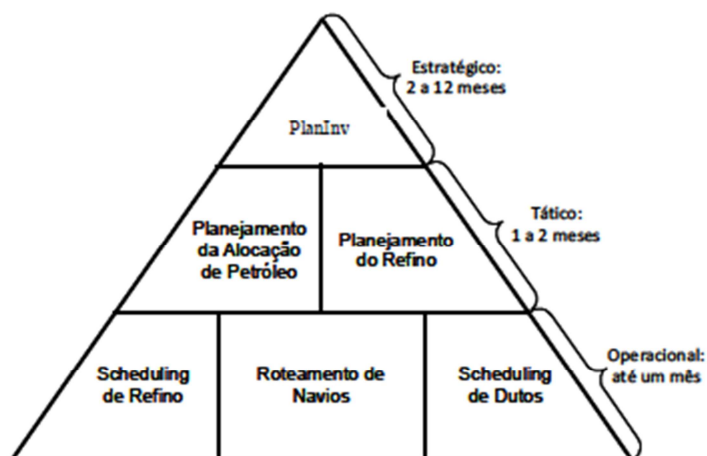 Estratégico:
2 a 12 meses
PlanInv
Tático:
1 a 2 meses
Planejamento
da Alocação
de Petróleo
Planejamento
do Refino
Operacional:
até um mês
Scheduling
de Refino
Roteamento de
Navios
Scheduling
de Dutos